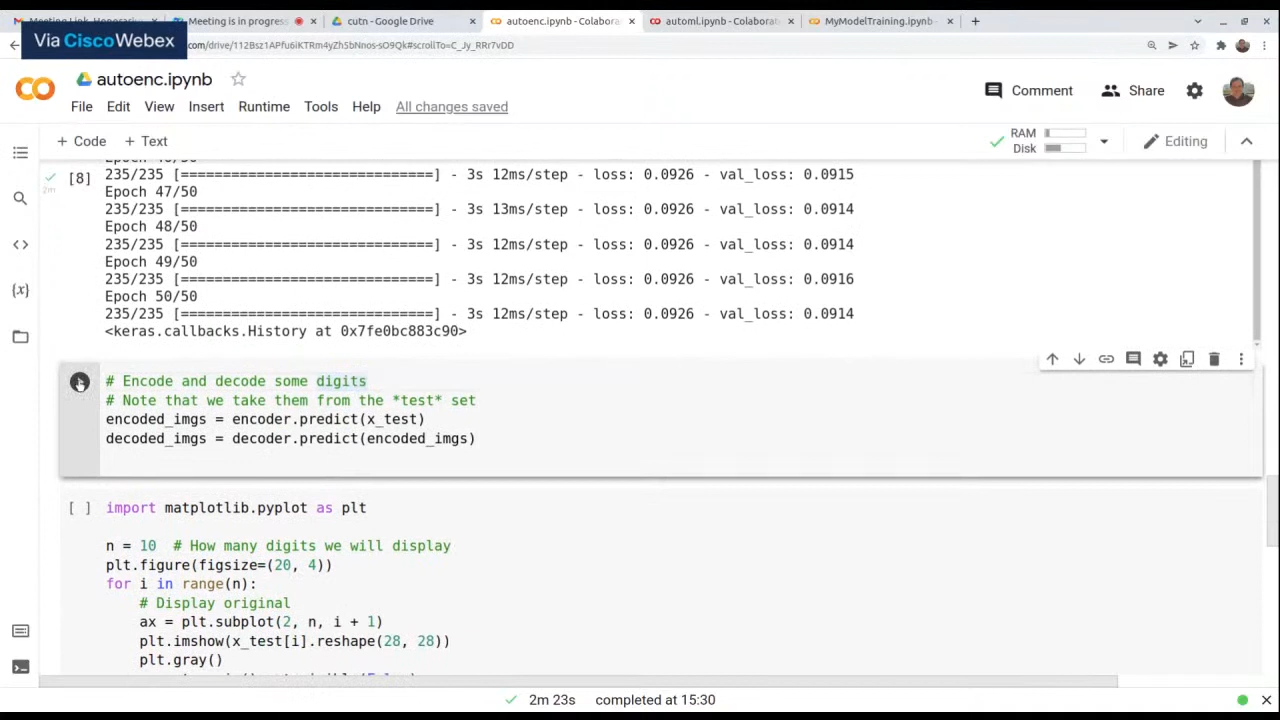 Meeting is in progress
cutn - Google Drive
autoenc.ipynb - Colabora
automl.ipynb - Colabora
MyModelTraining.ipynb
Via CiscoWebex
.com/drive/112Bsz1APfu6iKTRm4yZh5bNnos-sO9Qk#scrollTo=C_Jy_RRr7vDD
autoenc.ipynb
File Edit View Insert Runtime Tools Help All changes saved
Comment Share
+ Code + Text
RAM
Disk
Editing
235/235 [==============================] - 3s 12ms/step - loss: 0.0926 - val_loss: 0.0915
[8]
2m
Epoch 47/50
235/235 [==============================] - 3s 13ms/step - loss: 0.0926 - val_loss: 0.0914
Epoch 48/50
235/235 [==============================] - 3s 12ms/step - loss: 0.0926 - val_loss: 0.0914
Epoch 49/50
235/235 [==============================] - 3s 12ms/step - loss: 0.0926 - val_loss: 0.0916
Epoch 50/50
235/235 [==============================] - 3s 12ms/step - loss: 0.0926 - val_loss: 0.0914
<keras.callbacks.History at 0x7fe0bc883c90>
# Encode and decode some digits
# Note that we take them from the *test* set
encoded_imgs = encoder.predict(x_test)
decoded_imgs = decoder.predict(encoded_imgs)
[ ] import matplotlib.pyplot as plt
n = 10  # How many digits we will display
plt.figure(figsize=(20, 4))
for i in range(n):
    # Display original
    ax = plt.subplot(2, n, i + 1)
    plt.imshow(x_test[i].reshape(28, 28))
    plt.gray()
2m 23s completed at 15:30